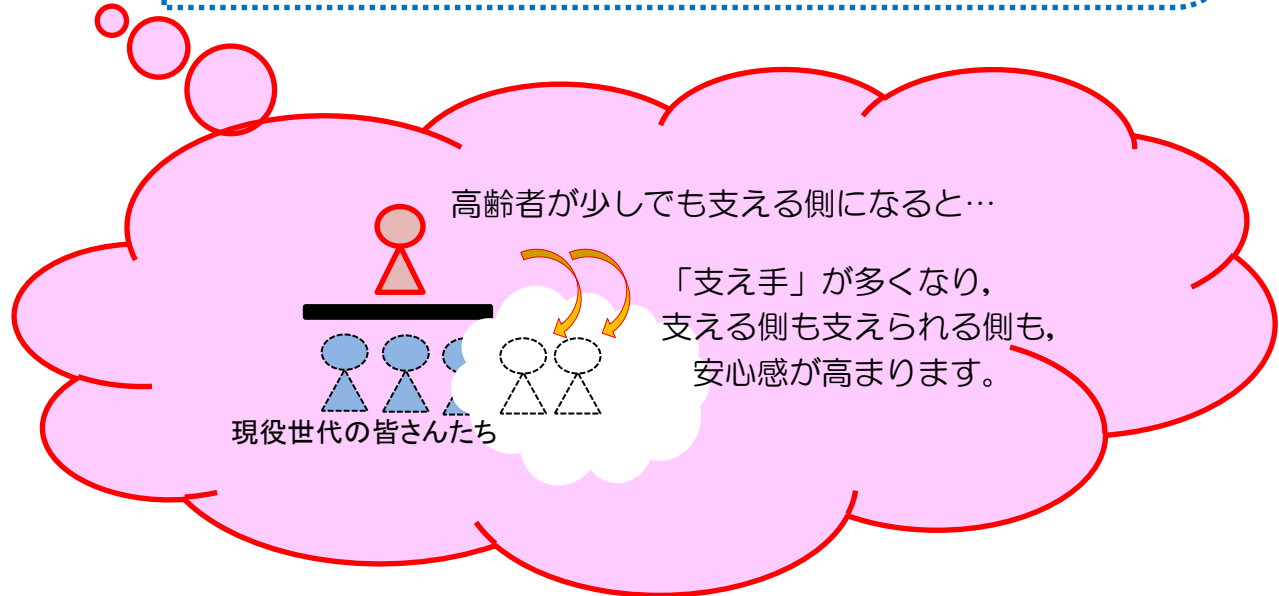 高齢者が少しでも支える側になると…
「支え手」が多くなり，
支える側も支えられる側も，
安心感が高まります。
現役世代の皆さんたち